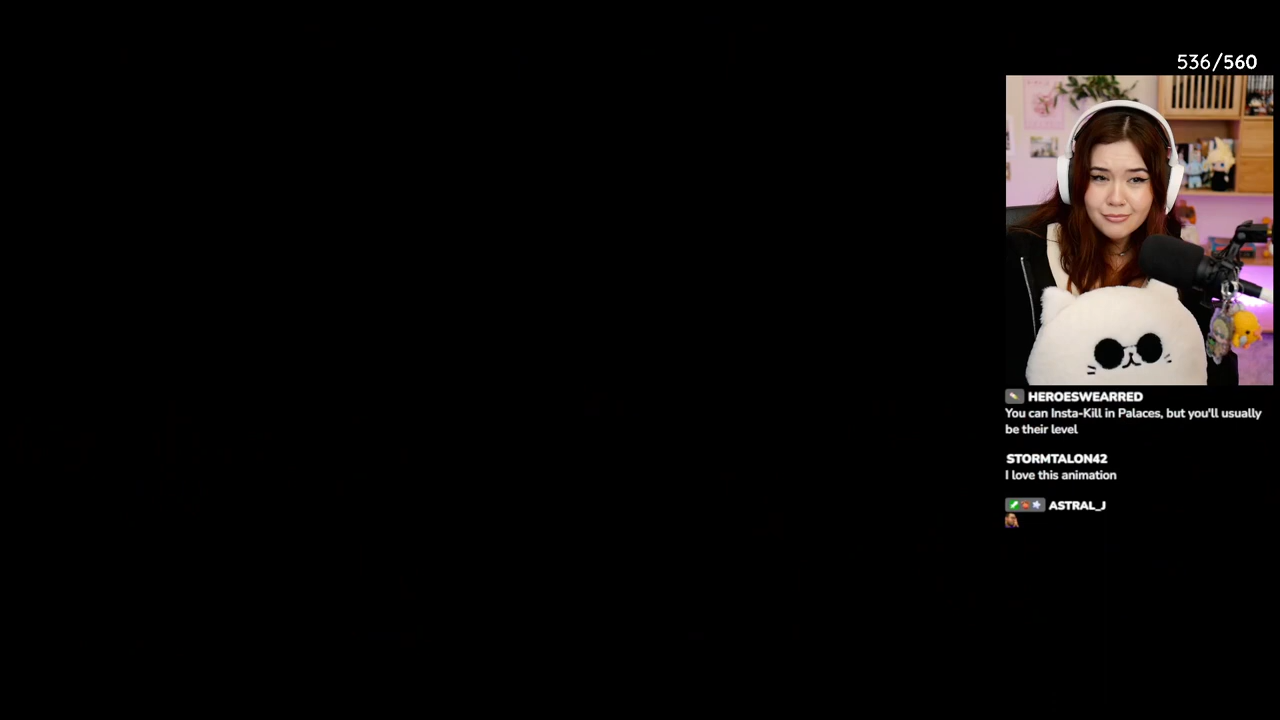 536/560
HEROESWEARRED
You can Insta-Kill in Palaces, but you'll usually
be their level
STORMTALON42
I love this animation
ASTRAL_J